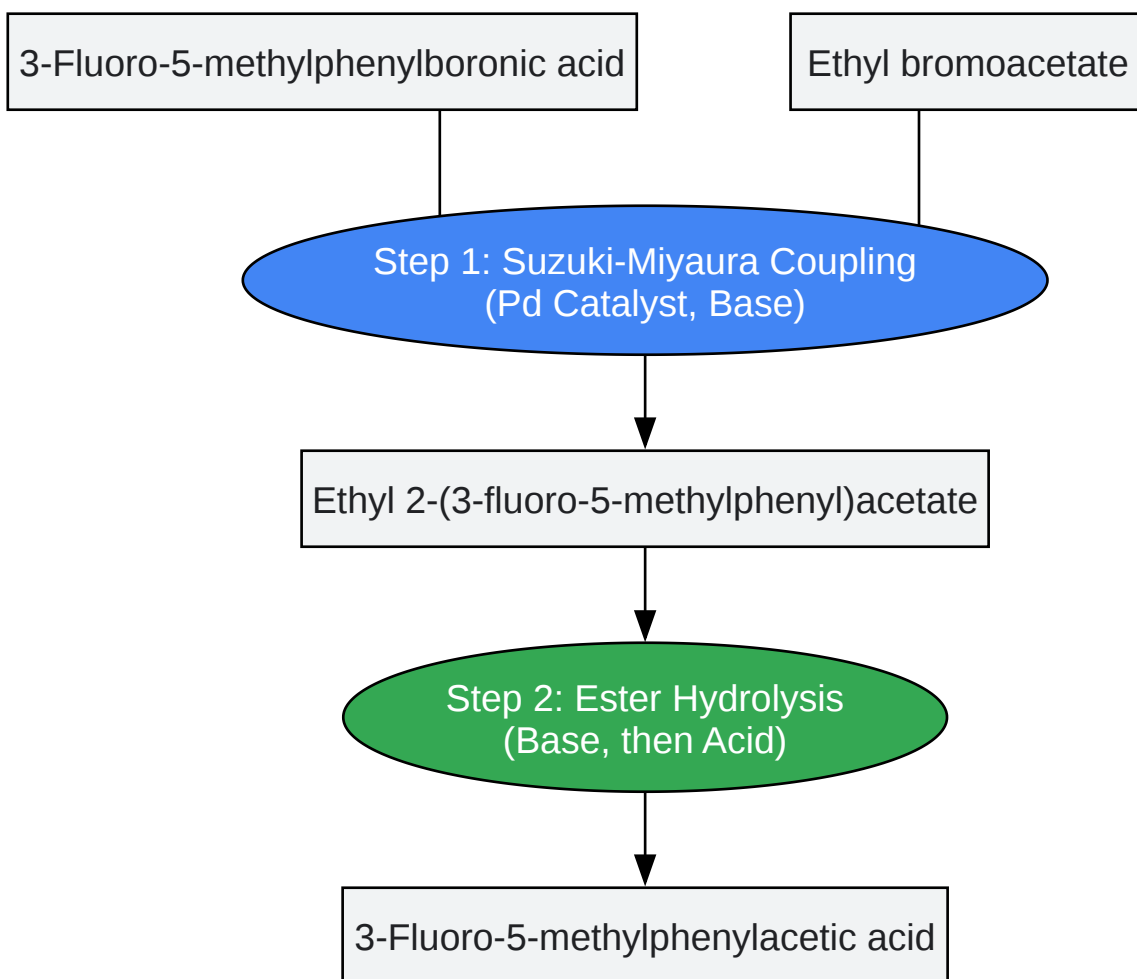 3-Fluoro-5-methylphenylboronic acid
Ethyl bromoacetate
Step 1: Suzuki-Miyaura Coupling
(Pd Catalyst, Base)
Ethyl 2-(3-fluoro-5-methylphenyl)acetate
Step 2: Ester Hydrolysis
(Base, then Acid)
3-Fluoro-5-methylphenylacetic acid